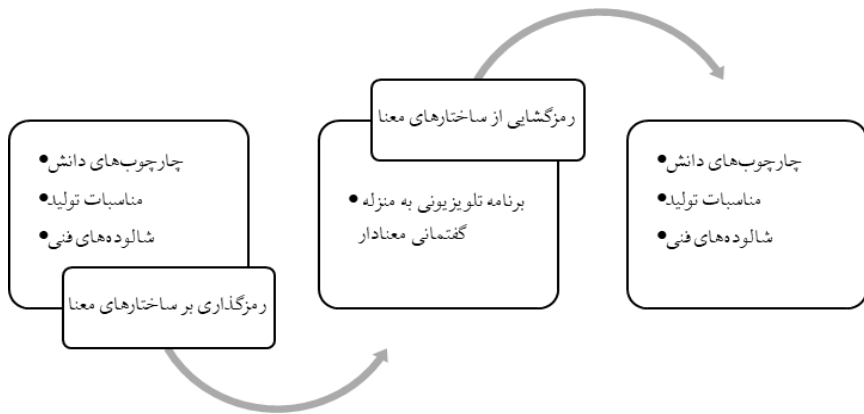 چارچوب‌های دانش
مناسبات تولید
شالوده‌های فنی
رمزگذاری بر ساختارهای معنا
رمزگشایی از ساختارهای معنا
برنامه تلویزیونی به منزله
گفتمانی معنادار
چارچوب‌های دانش
مناسبات تولید
شالوده‌های فنی